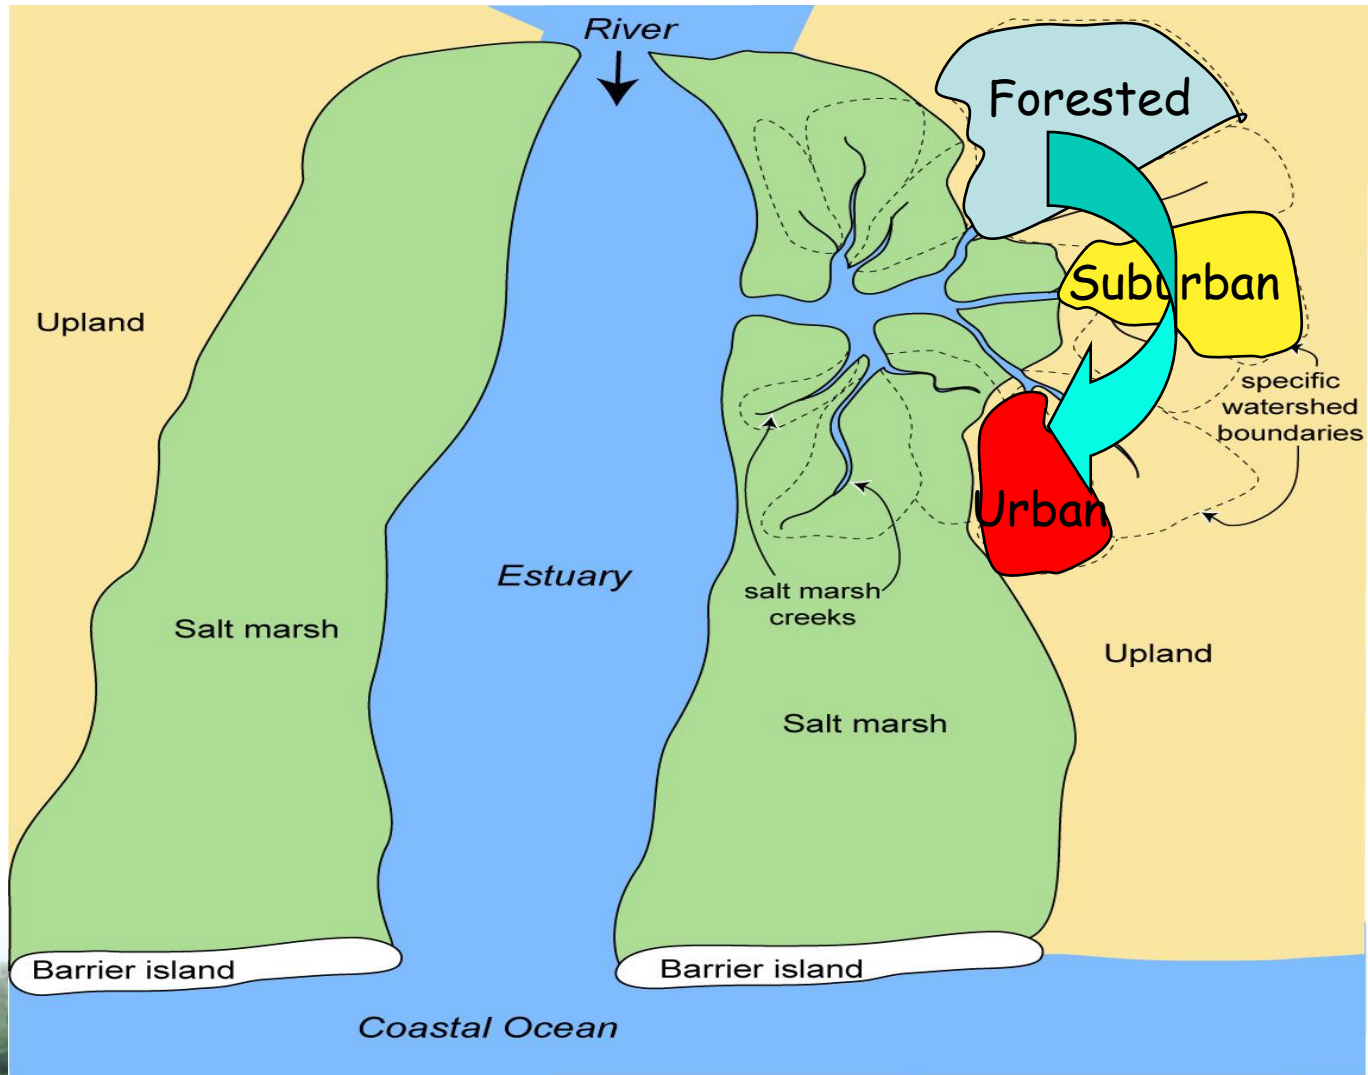 River
Forested
Suburban
Upland
specific
watershed
boundaries
Urban
Estuary
salt marsh
creeks
Salt marsh
Upland
Salt marsh
Barrier island
Barrier island
Coastal Ocean